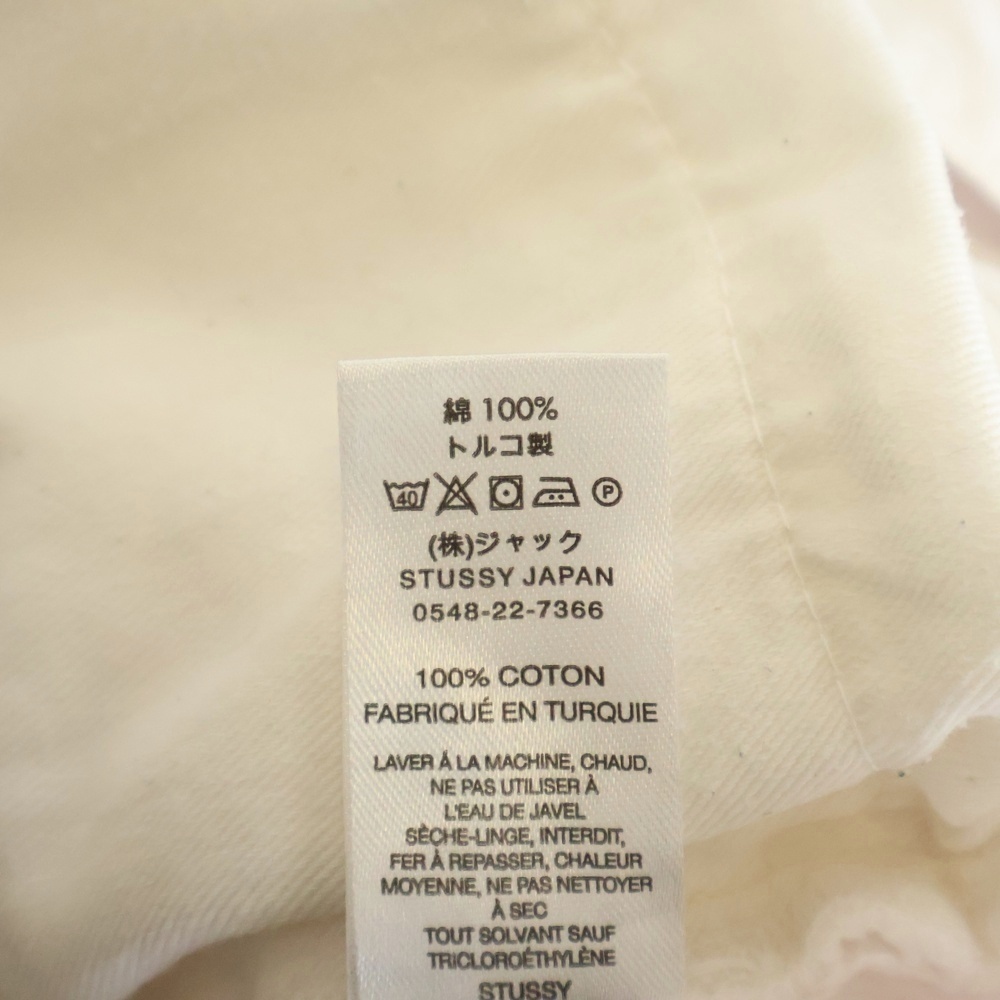 綿 100%
トルコ製
40 P
(株)ジャック
STUSSY JAPAN
0548-22-7366
100% COTON
FABRIQUÉ EN TURQUIE
LAVER Á LA MACHINE, CHAUD,
NE PAS UTILISER À
L'EAU DE JAVEL
SÈCHE-LINGE, INTERDIT,
FER À REPASSER, CHALEUR
MOYENNE, NE PAS NETTOYER
À SEC
TOUT SOLVANT SAUF
TRICLOROÉTHYLÈNE
STUSSY